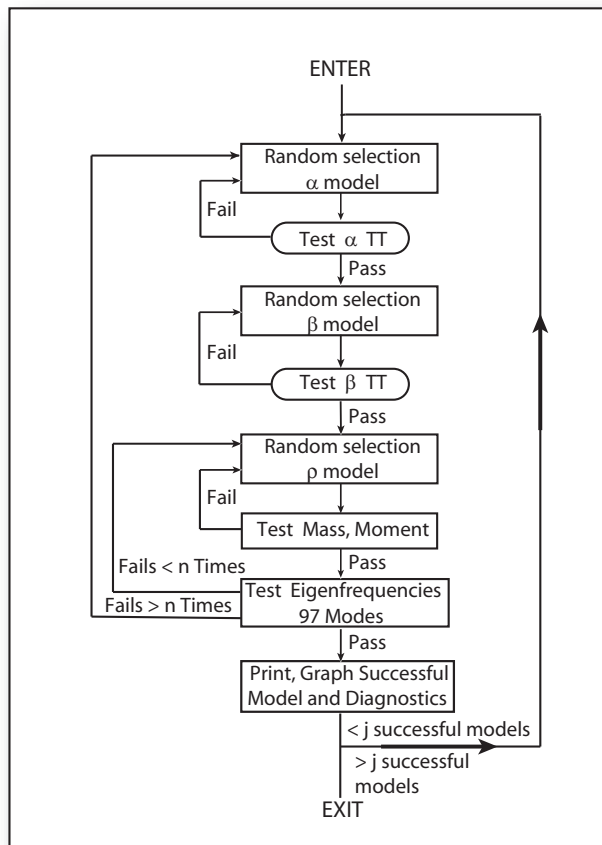 ENTER
Random selection
α model
Fail
Test α TT
Pass
Random selection
β model
Fail
Test β TT
Pass
Random selection
ρ model
Fail
Test Mass, Moment
Pass
Fails < n Times
Test Eigenfrequencies
Fails > n Times
97 Modes
Pass
Print, Graph Successful
Model and Diagnostics
< j successful models
> j successful
models
EXIT